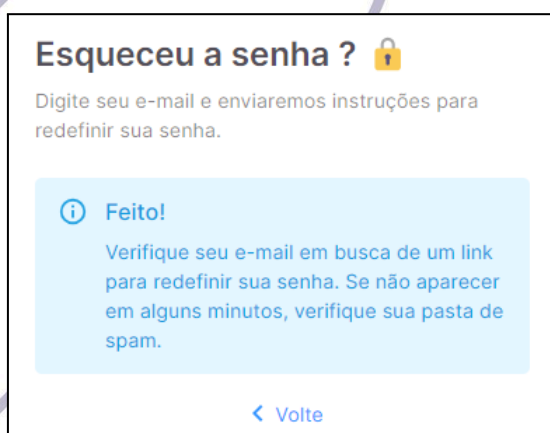 Esqueceu a senha ? 🔒
Digite seu e-mail e enviaremos instruções para
redefinir sua senha.
Feito!
Verifique seu e-mail em busca de um link
para redefinir sua senha. Se não aparecer
em alguns minutos, verifique sua pasta de
spam.
Volte